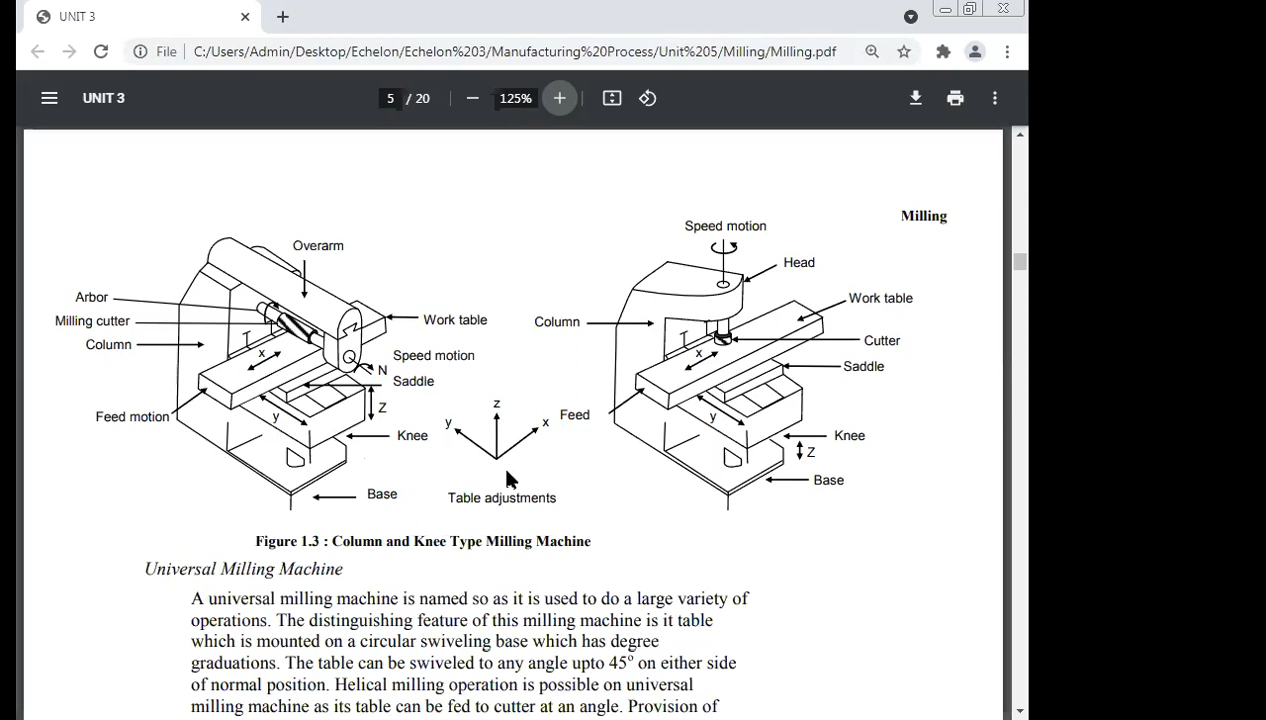 UNIT 3
File
C:/Users/Admin/Desktop/Echelon/Echelon%203/Manufacturing%20Process/Unit%205/Milling/Milling.pdf
UNIT 3
5 / 20
125%
Milling
Overarm
Arbor
Milling cutter
Column
Work table
Speed motion
N
Saddle
x
Feed motion
y
Z
Knee
Base
z
y
x
Table adjustments
Speed motion
Head
Work table
Column
Cutter
x
Saddle
Feed
y
Knee
Z
Base
Figure 1.3 : Column and Knee Type Milling Machine
Universal Milling Machine
A universal milling machine is named so as it is used to do a large variety of
operations. The distinguishing feature of this milling machine is it table
which is mounted on a circular swiveling base which has degree
graduations. The table can be swiveled to any angle upto 45° on either side
of normal position. Helical milling operation is possible on universal
milling machine as its table can be fed to cutter at an angle. Provision of